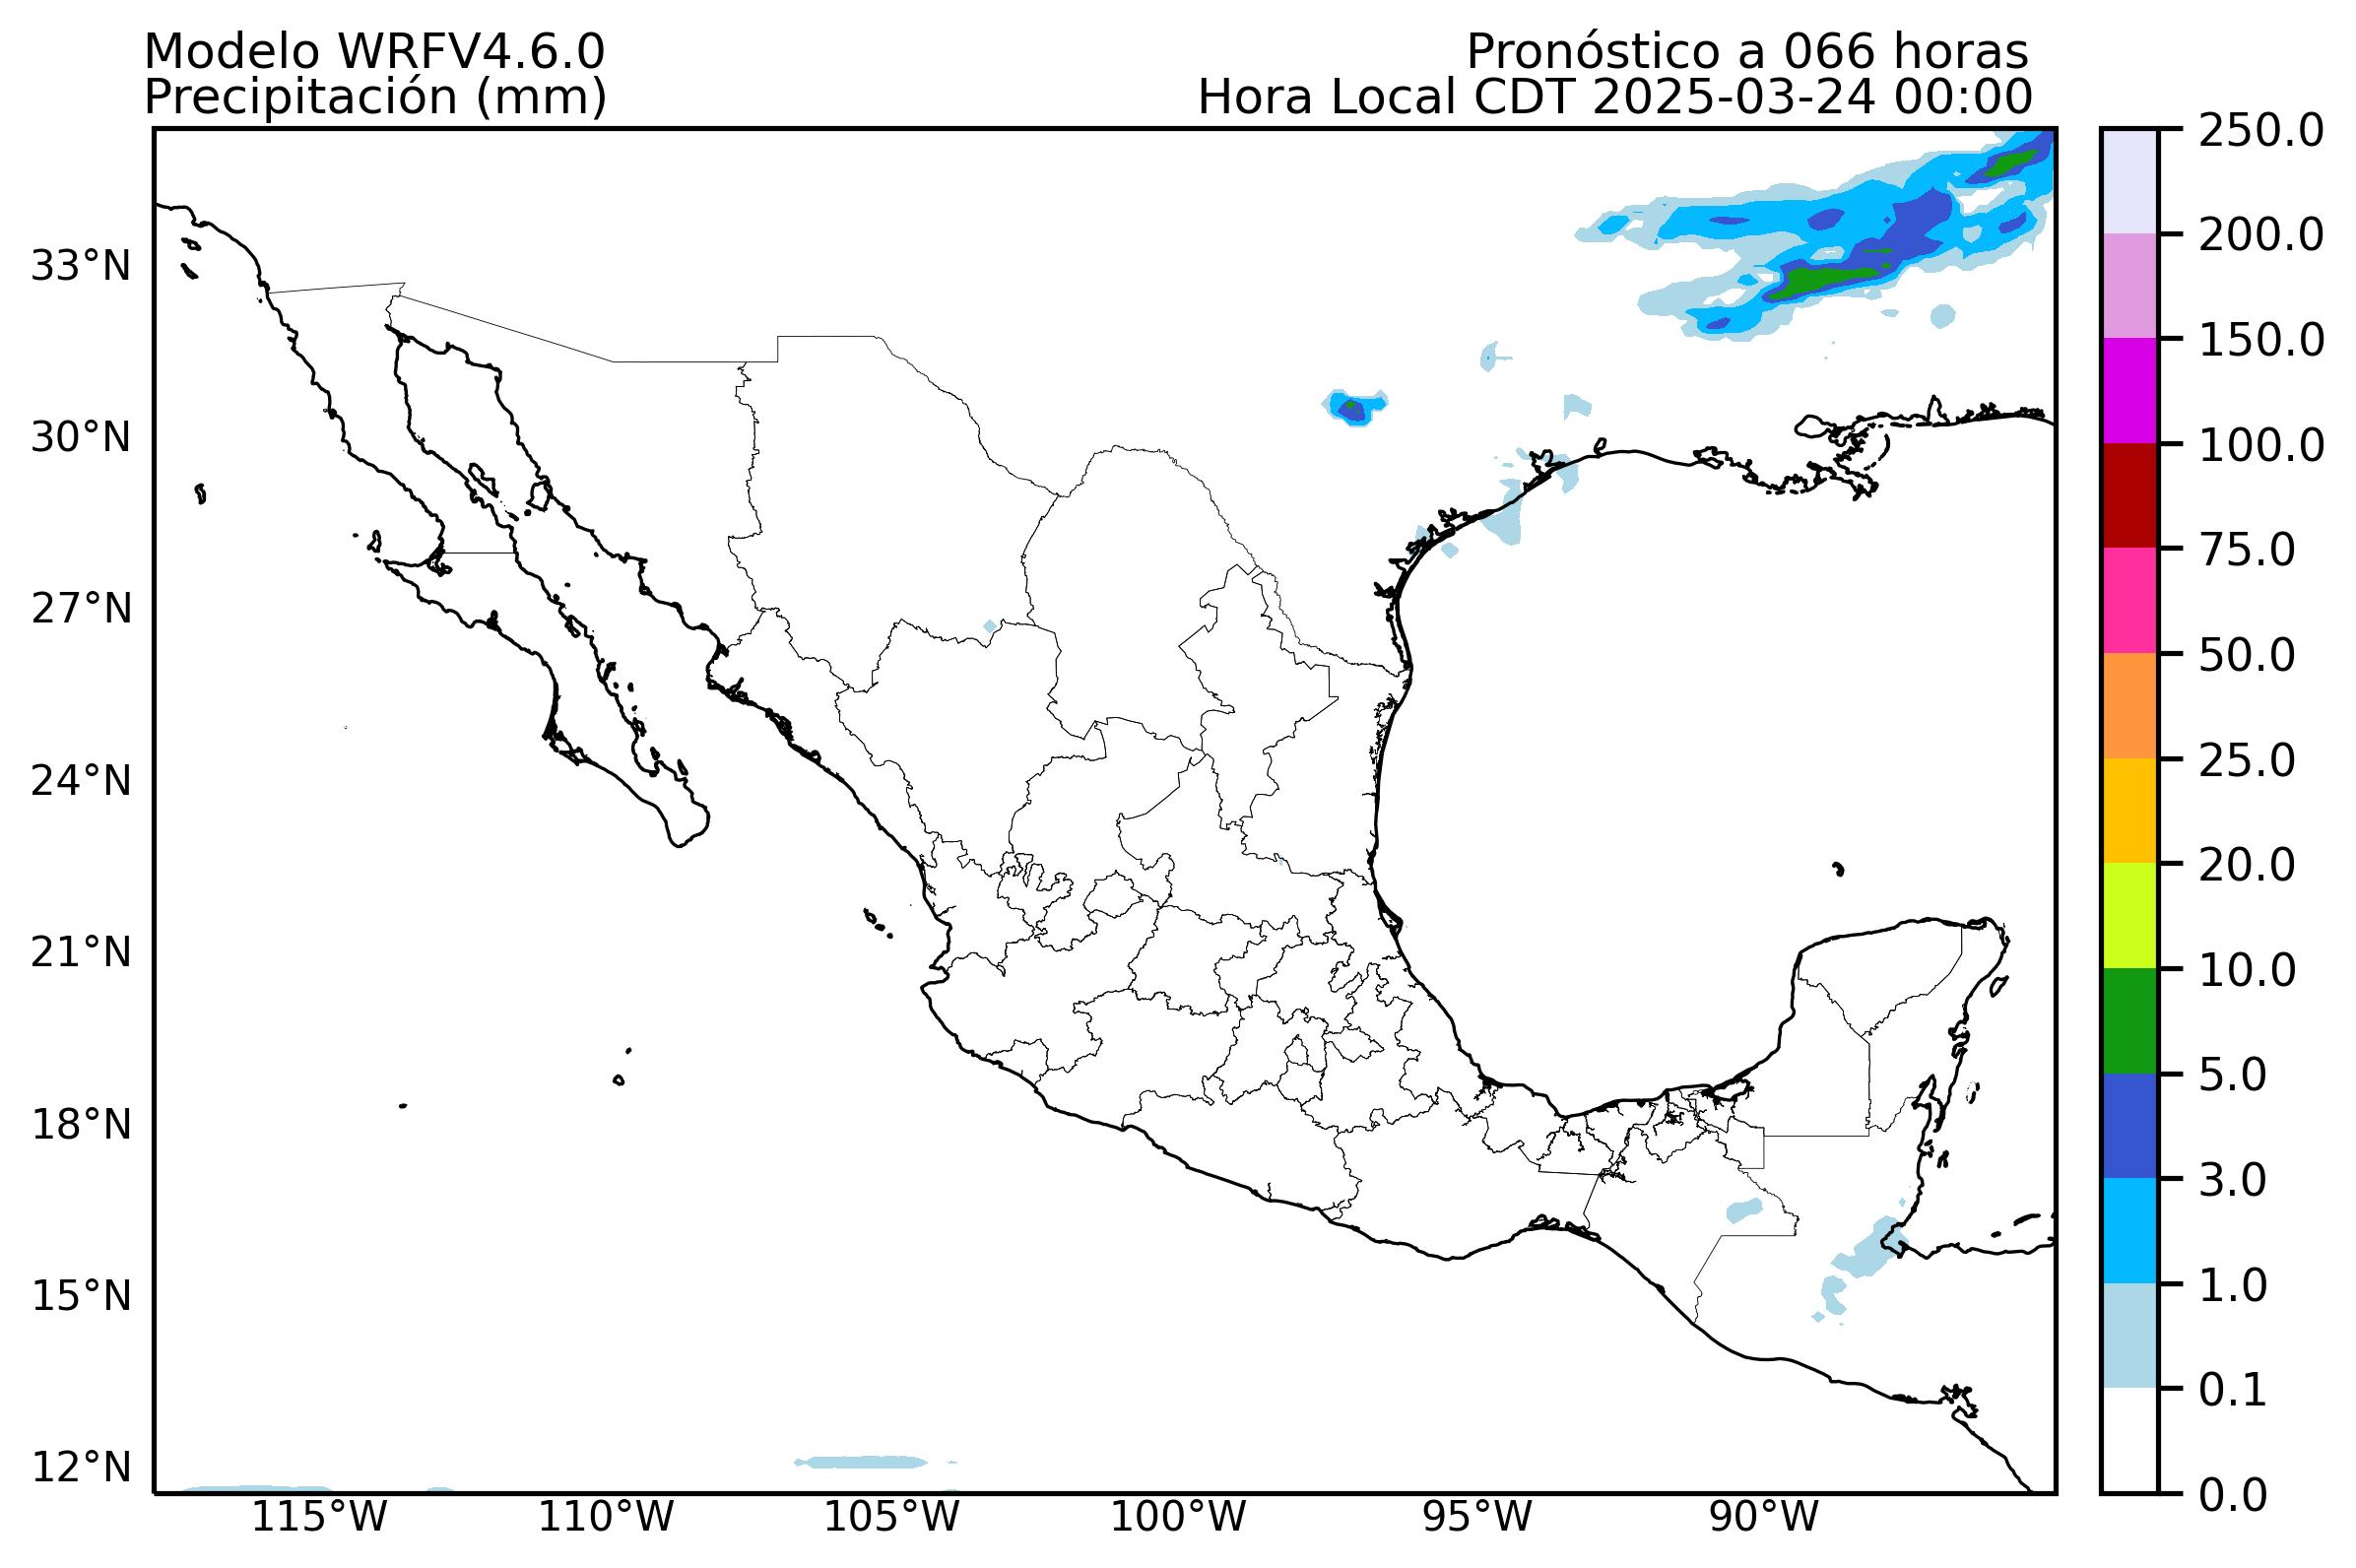 Modelo WRFV4.6.0
Precipitación (mm)
Pronóstico a 066 horas
Hora Local CDT 2025-03-24 00:00
33°N
30°N
27°N
24°N
21°N
18°N
15°N
12°N
115°W
110°W
105°W
100°W
95°W
90°W
250.0
200.0
150.0
100.0
75.0
50.0
25.0
20.0
10.0
5.0
3.0
1.0
0.1
0.0